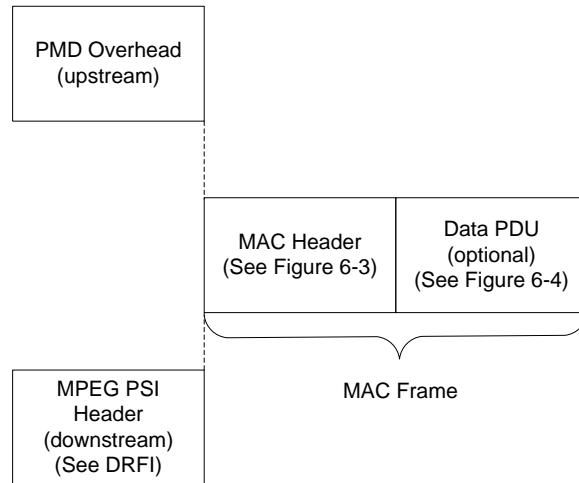 PMD Overhead
(upstream)
MAC Header
(See Figure 6-3)
Data PDU
(optional)
(See Figure 6-4)
MAC Frame
MPEG PSI
Header
(downstream)
(See DRFI)